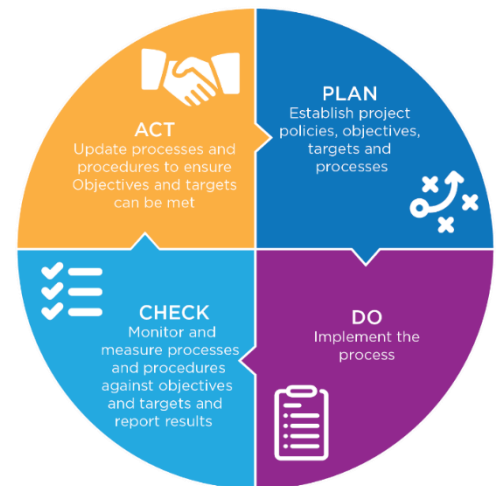 PLAN
Establish project
policies, objectives,
targets and
processes
DO
Implement the
process
CHECK
Monitor and
measure processes
and procedures
against objectives
and targets and
report results
ACT
Update processes and
procedures to ensure
Objectives and targets
can be met